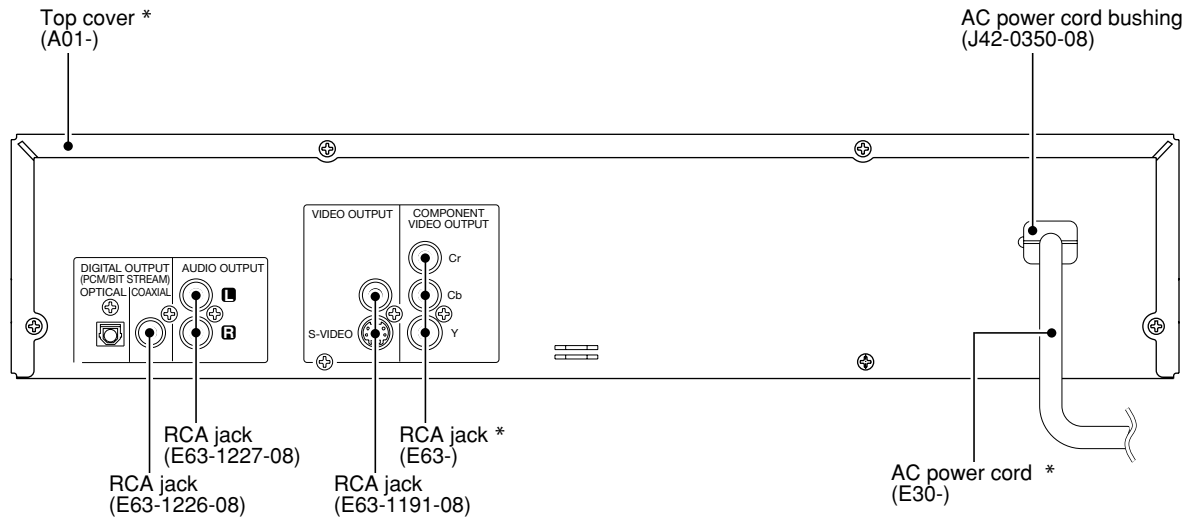 Top cover *
(A01-)
AC power cord bushing
(J42-0350-08)
VIDEO OUTPUT
COMPONENT
VIDEO OUTPUT
Cr
Cb
Y
S-VIDEO
DIGITAL OUTPUT
(PCM/BIT STREAM)
OPTICAL
COAXIAL
AUDIO OUTPUT
L
R
RCA jack
(E63-1227-08)
RCA jack
(E63-1226-08)
RCA jack *
(E63-)
RCA jack
(E63-1191-08)
AC power cord *
(E30-)